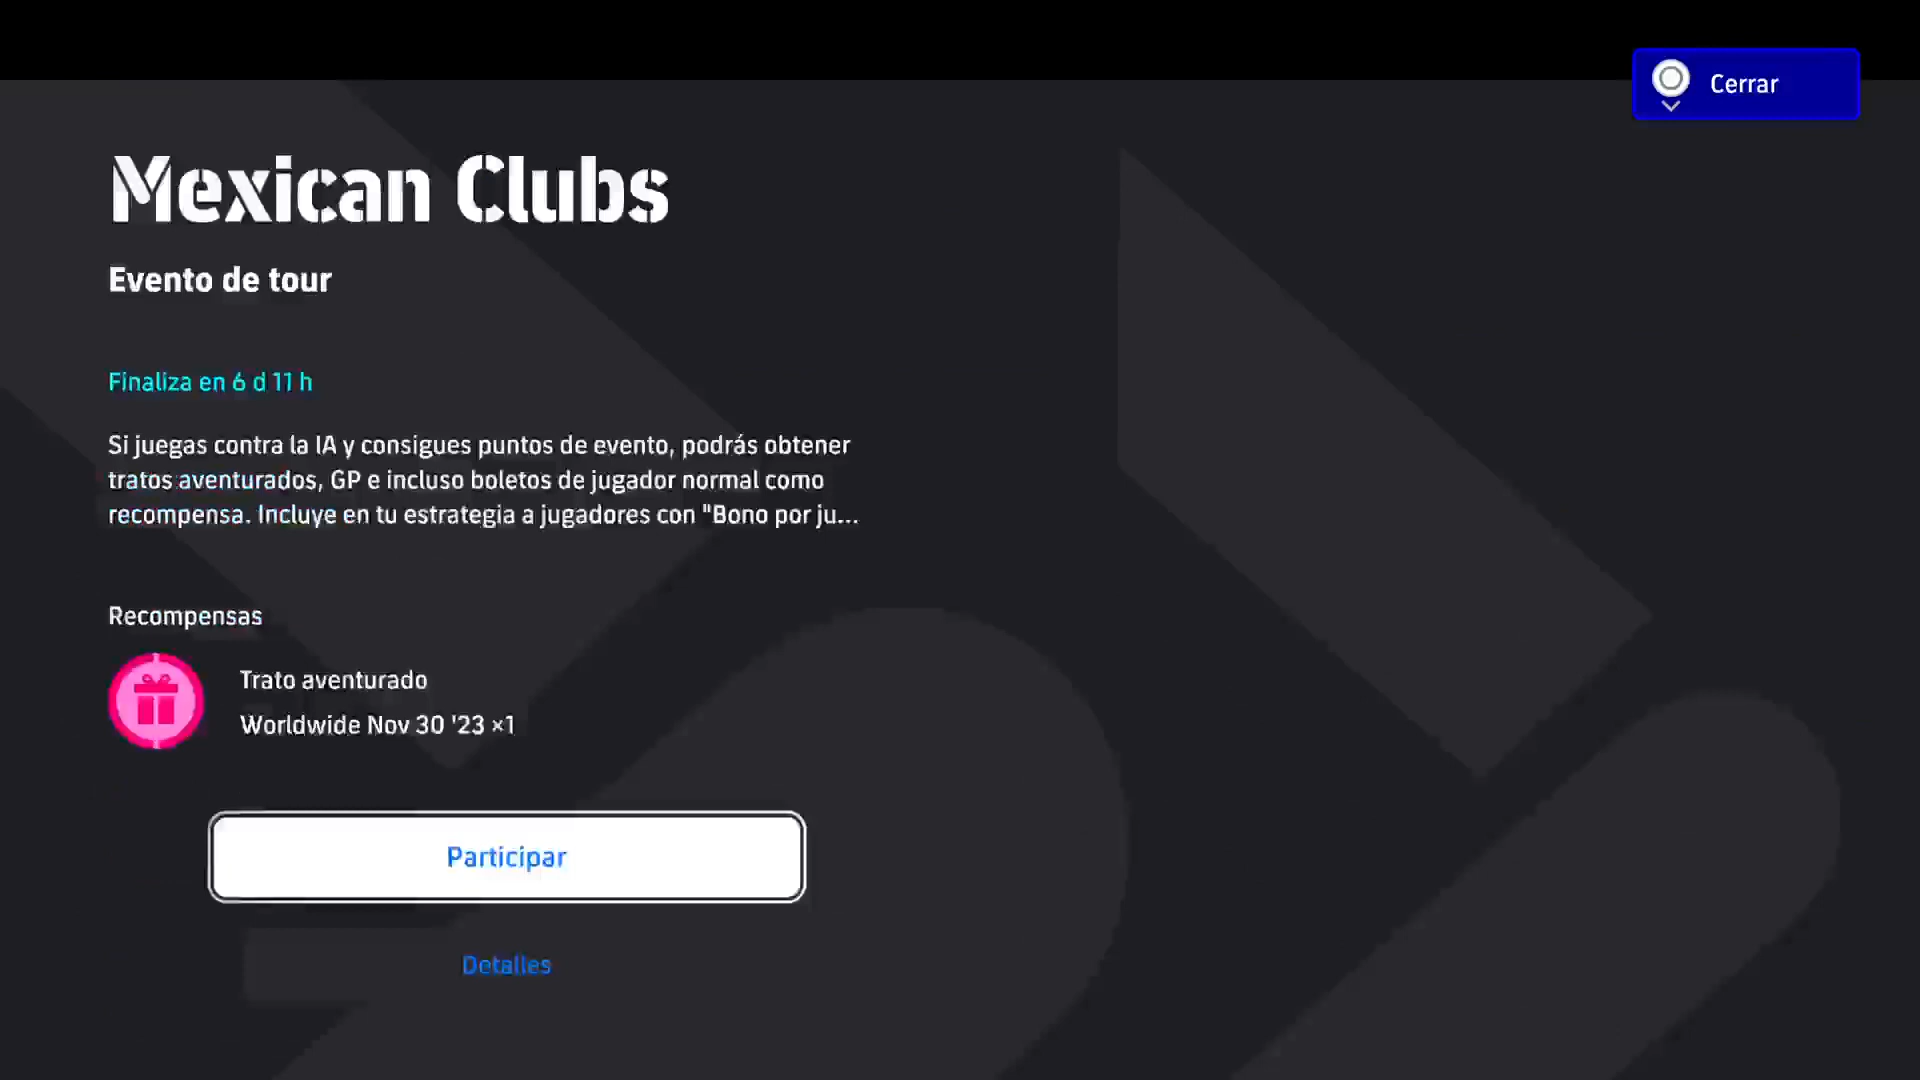 Cerrar
Mexican Clubs
Evento de tour
Finaliza en 6 d 11 h
Si juegas contra la IA y consigues puntos de evento, podrás obtener
tratos aventurados, GP e incluso boletos de jugador normal como
recompensa. Incluye en tu estrategia a jugadores con "Bono por ju...
Recompensas
Trato aventurado
Worldwide Nov 30 '23 ×1
Participar
Detalles